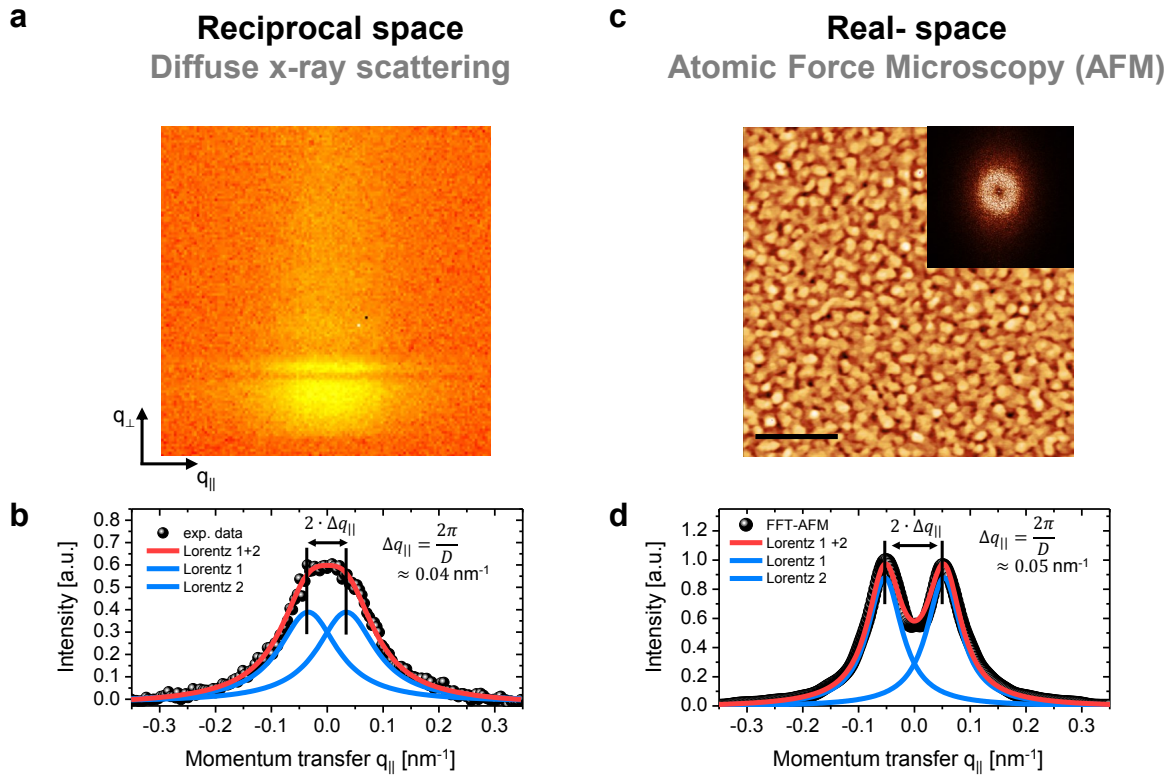 a
Reciprocal space
Diffuse x-ray scattering
q⊥
q||
c
Real- space
Atomic Force Microscopy (AFM)
b
exp. data
Lorentz 1+2
Lorentz 1
Lorentz 2
2 · Δq||
Δq|| = 2π/D
≈ 0.04 nm-1
0.8
0.7
0.6
0.5
0.4
0.3
0.2
0.1
0.0
Intensity [a.u.]
-0.3 -0.2 -0.1 0.0 0.1 0.2 0.3
Momentum transfer q|| [nm-1]
d
FFT-AFM
Lorentz 1 +2
Lorentz 1
Lorentz 2
2 · Δq||
Δq|| = 2π/D
≈ 0.05 nm-1
1.2
1.0
0.8
0.6
0.4
0.2
0.0
Intensity [a.u.]
-0.3 -0.2 -0.1 0.0 0.1 0.2 0.3
Momentum transfer q|| [nm-1]